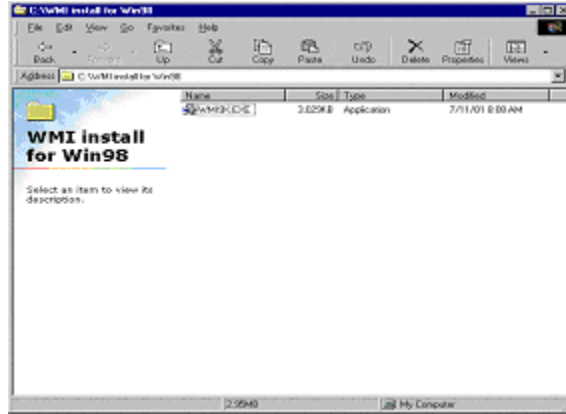 C:\WMI install for Win98
File Edit View Go Favorites Help
Back Forward Up Cut Copy Paste Undo Delete Properties Views
Address C:\WMI install for Win98
Name Size Type Modified
3,029KB Application 7/11/01 8:00 AM
WMI install
for Win98
Select an item to view its
description.
2.95MB My Computer